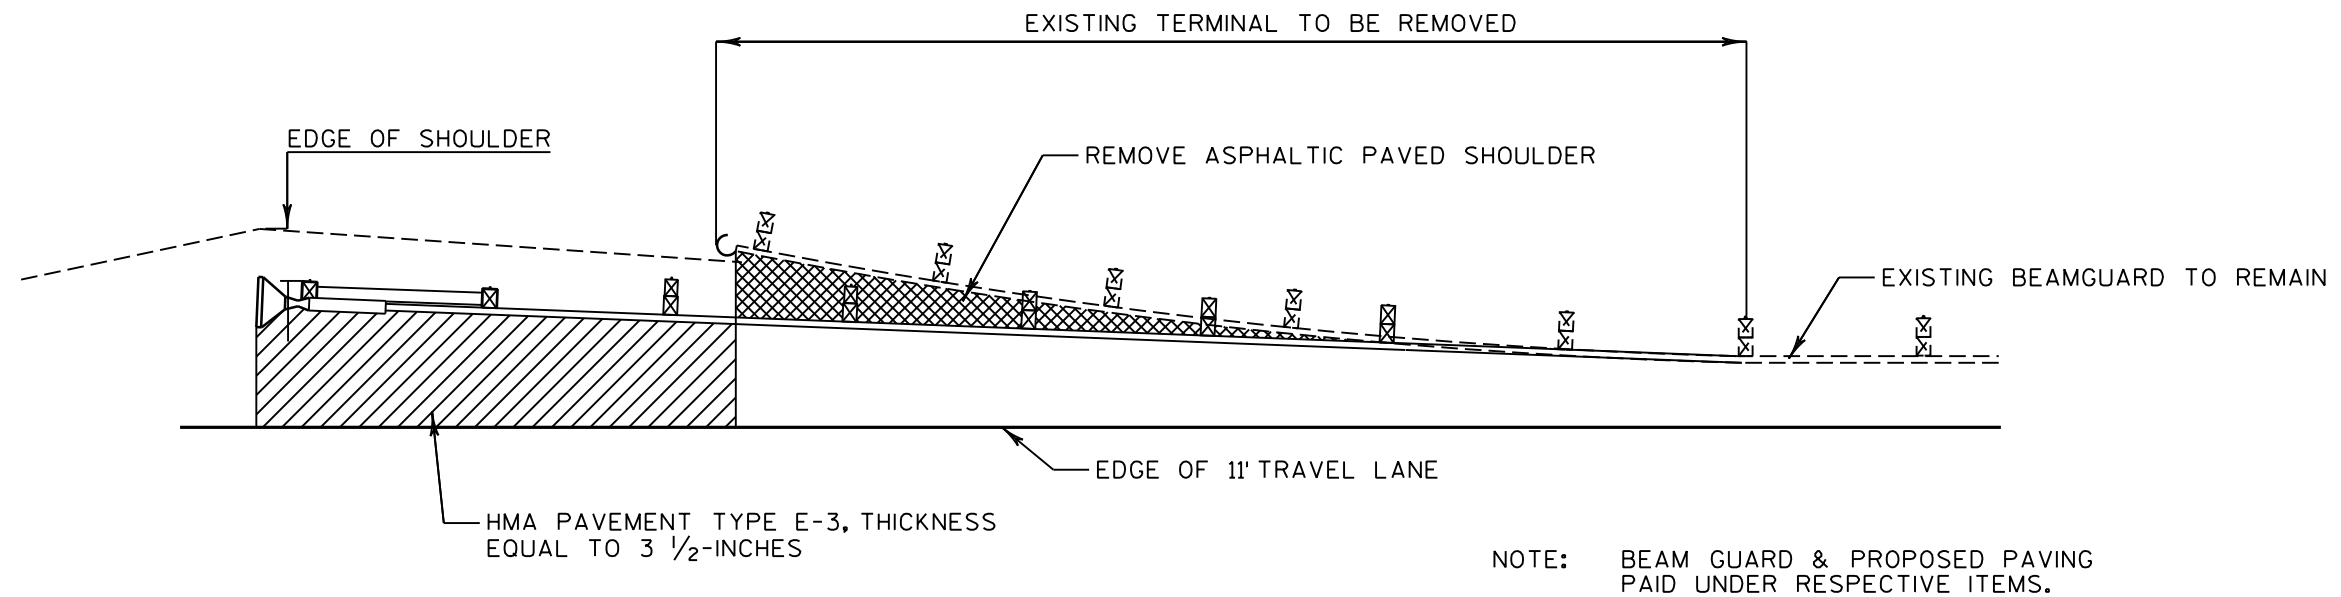 EXISTING TERMINAL TO BE REMOVED
EDGE OF SHOULDER
REMOVE ASPHALTIC PAVED SHOULDER
EXISTING BEAMGUARD TO REMAIN
EDGE OF 11' TRAVEL LANE
HMA PAVEMENT TYPE E-3, THICKNESS
EQUAL TO 3 1/2-INCHES
NOTE: BEAM GUARD & PROPOSED PAVING
PAID UNDER RESPECTIVE ITEMS.